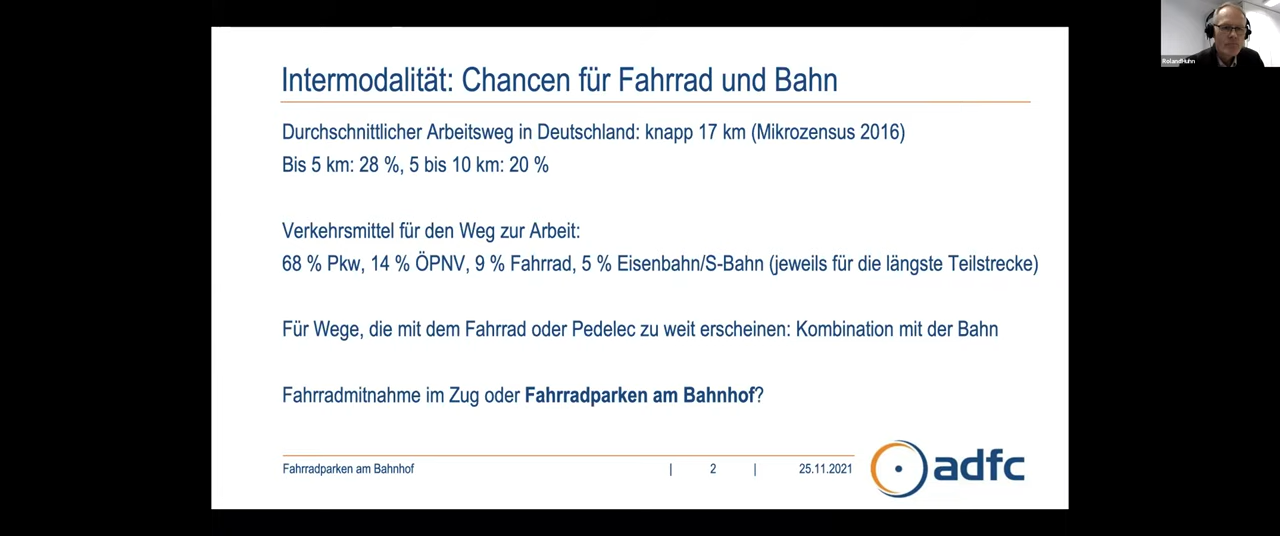 Intermodalität: Chancen für Fahrrad und Bahn
Durchschnittlicher Arbeitsweg in Deutschland: knapp 17 km (Mikrozensus 2016)
Bis 5 km: 28 %, 5 bis 10 km: 20 %
Verkehrsmittel für den Weg zur Arbeit:
68 % Pkw, 14 % ÖPNV, 9 % Fahrrad, 5 % Eisenbahn/S-Bahn (jeweils für die längste Teilstrecke)
Für Wege, die mit dem Fahrrad oder Pedelec zu weit erscheinen: Kombination mit der Bahn
Fahrradmitnahme im Zug oder Fahrradparken am Bahnhof?
Fahrradparken am Bahnhof | 2 | 25.11.2021
adfc
RolandHuhn